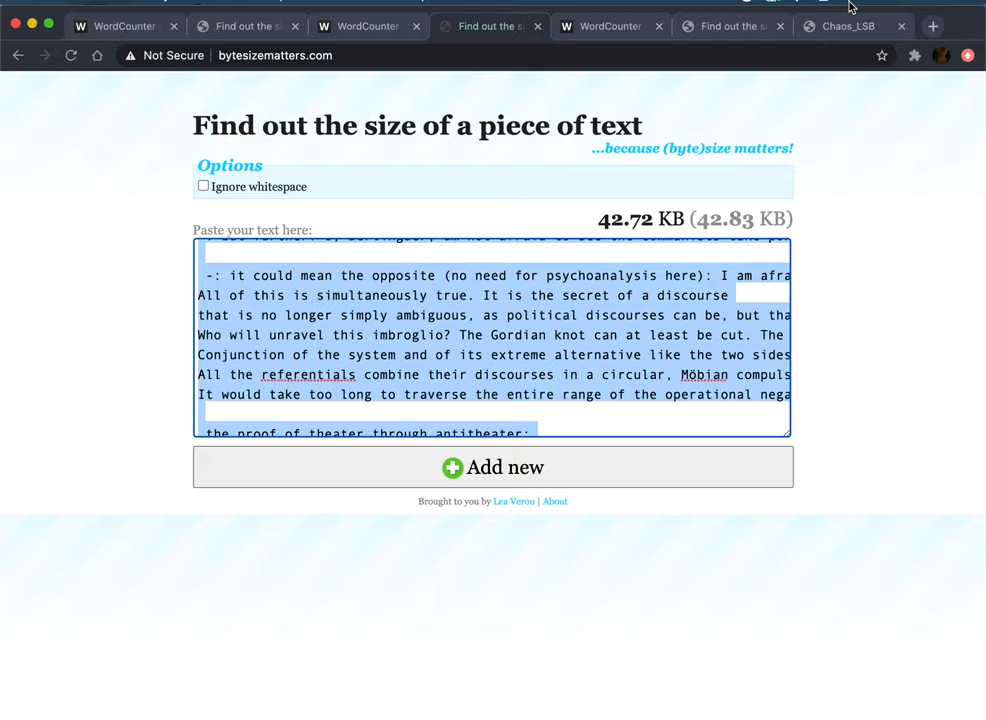 WordCounter
Find out the s
WordCounter
Find out the s
WordCounter
Find out the s
Chaos_LSB
Not Secure | bytesizematters.com
Find out the size of a piece of text
...because (byte)size matters!
Options
Ignore whitespace
42.72 KB (42.83 KB)
Paste your text here:
-: it could mean the opposite (no need for psychoanalysis here): I am afra
All of this is simultaneously true. It is the secret of a discourse
that is no longer simply ambiguous, as political discourses can be, but tha
Who will unravel this imbroglio? The Gordian knot can at least be cut. The
Conjunction of the system and of its extreme alternative like the two sides
All the referentials combine their discourses in a circular, Möbian compuls
It would take too long to traverse the entire range of the operational nega
the proof of theater through antitheater;
Add new
Brought to you by Lea Verou | About